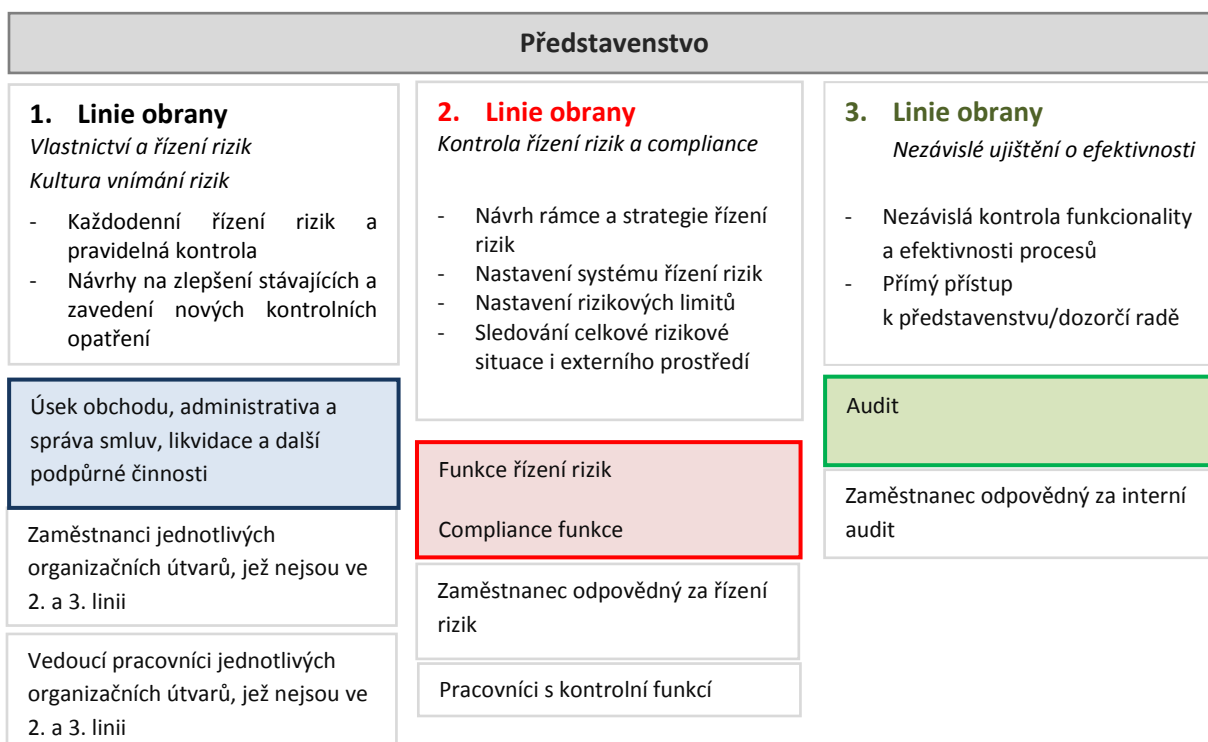 Představenstvo
1. Linie obrany
Vlastnictví a řízení rizik
Kultura vnímání rizik
- Každodenní řízení rizik a
pravidelná kontrola
- Návrhy na zlepšení stávajících a
zavedení nových kontrolních
opatření
Úsek obchodu, administrativa a
správa smluv, likvidace a další
podpůrné činnosti
Zaměstnanci jednotlivých
organizačních útvarů, jež nejsou ve
2. a 3. linii
Vedoucí pracovníci jednotlivých
organizačních útvarů, jež nejsou ve
2. a 3. linii
2. Linie obrany
Kontrola řízení rizik a compliance
- Návrh rámce a strategie řízení
rizik
- Nastavení systému řízení rizik
- Nastavení rizikových limitů
- Sledování celkové rizikové
situace i externího prostředí
Funkce řízení rizik
Compliance funkce
Zaměstnanec odpovědný za řízení
rizik
Pracovníci s kontrolní funkcí
3. Linie obrany
Nezávislé ujištění o efektivnosti
- Nezávislá kontrola funkcionality
a efektivnosti procesů
- Přímý přístup
k představenstvu/dozorčí radě
Audit
Zaměstnanec odpovědný za interní
audit